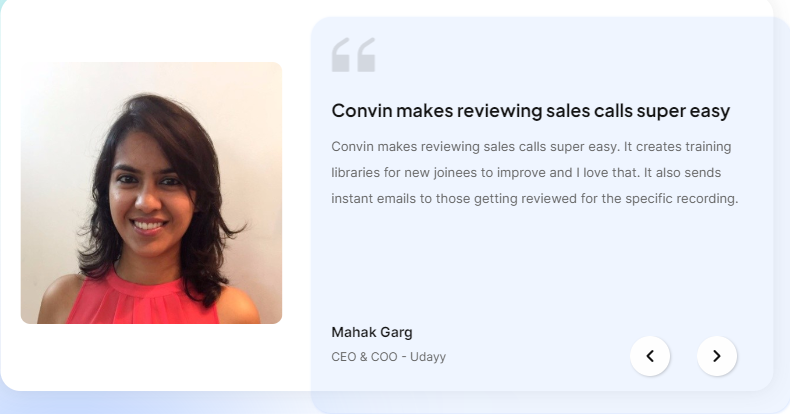 Convin makes reviewing sales calls super easy
Convin makes reviewing sales calls super easy. It creates training
libraries for new joinees to improve and I love that. It also sends
instant emails to those getting reviewed for the specific recording.
Mahak Garg
CEO & COO - Udayy